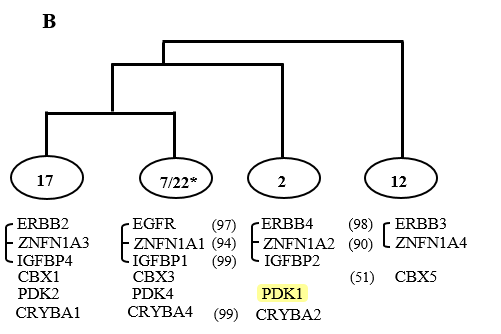 B
17 7/22* 2 12
ERBB2 EGFR (97) ERBB4 (98) ERBB3
ZNFN1A3 ZNFN1A1 (94) ZNFN1A2 (90) ZNFN1A4
IGFBP4 IGFBP1 (99) IGFBP2
CBX1 CBX3 (51) CBX5
PDK2 PDK4 PDK1
CRYBA1 CRYBA4 (99) CRYBA2